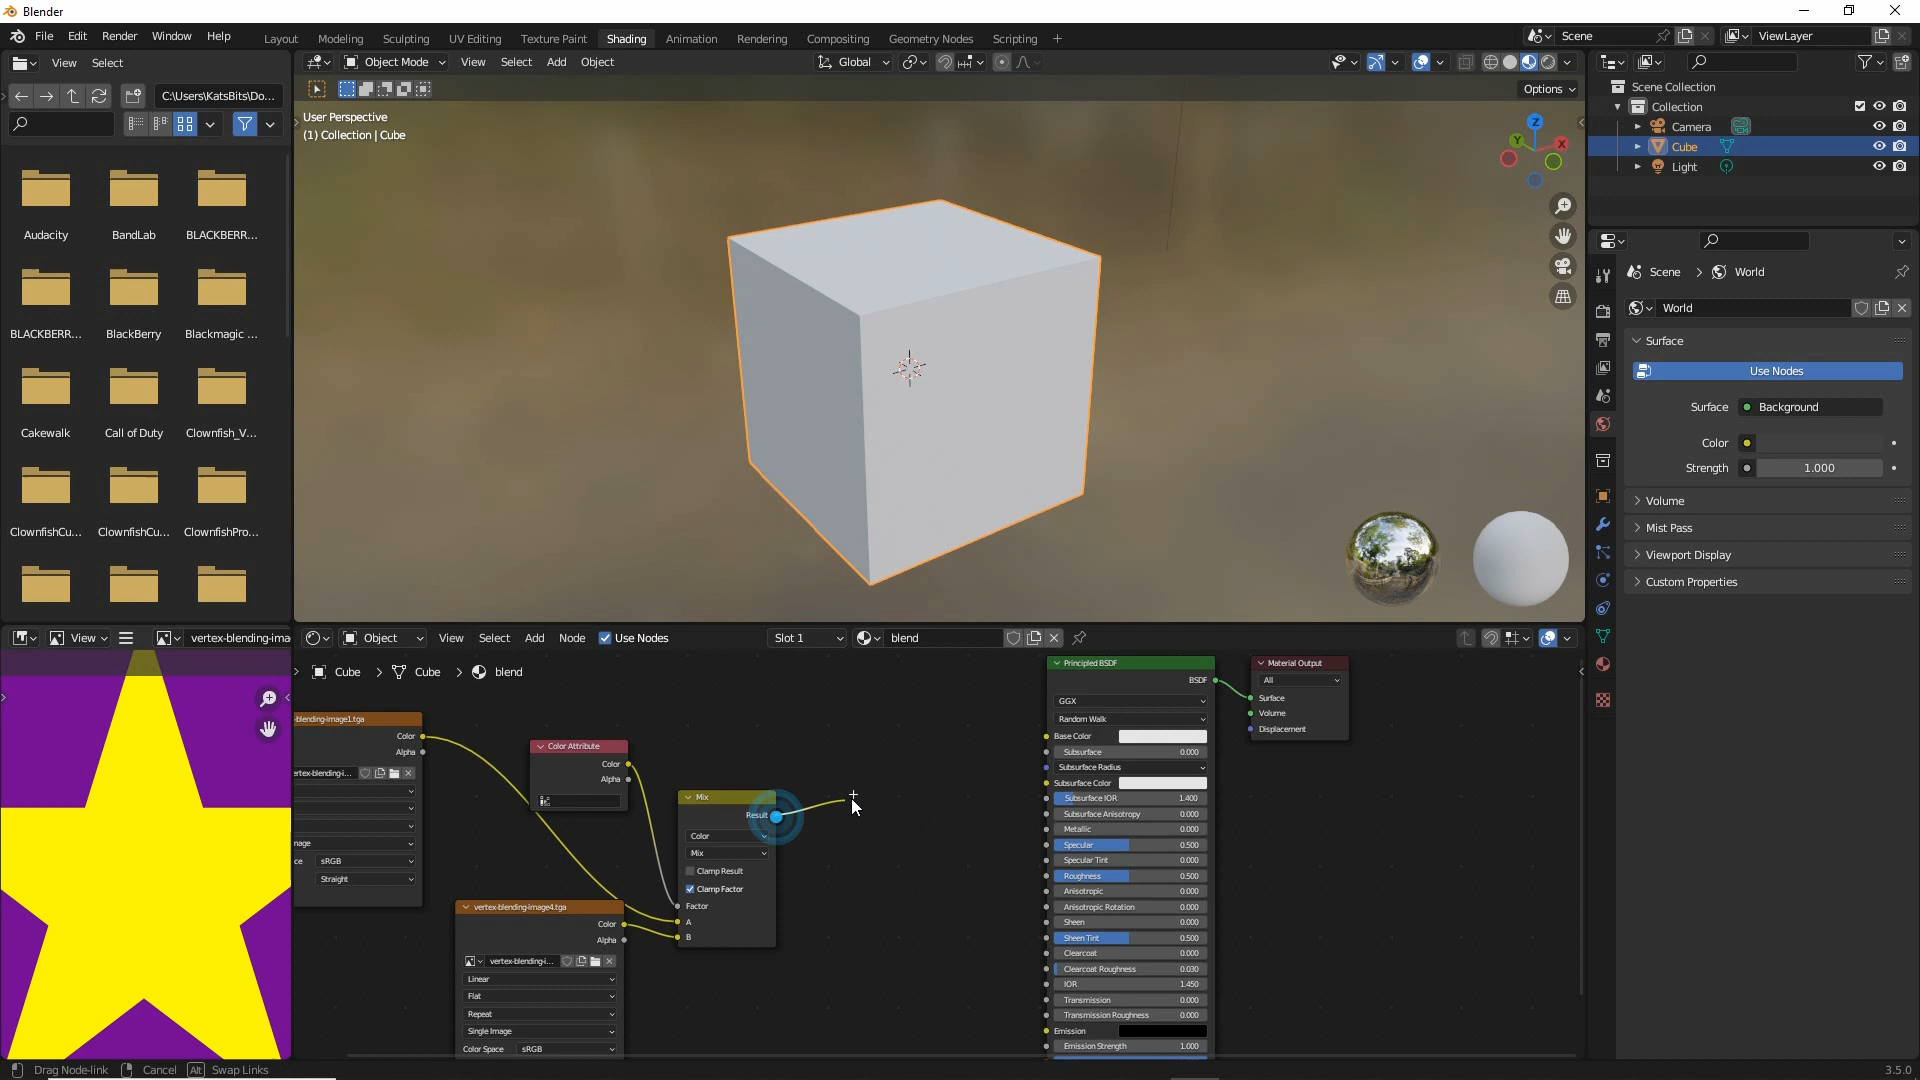 Blender
File Edit Render Window Help
Layout Modeling Sculpting UV Editing Texture Paint Shading Animation Rendering Compositing Geometry Nodes Scripting
Scene
ViewLayer
View Select
Object Mode View Select Add Object
Global
C:\Users\KatsBits\Do...
Options
User Perspective
(1) Collection | Cube
Z
Y
X
Audacity BandLab BLACKBERR...
BLACKBERR... BlackBerry Blackmagic ...
Cakewalk Call of Duty Clownfish_V...
ClownfishCu... ClownfishCu... ClownfishPro...
Scene Collection
Collection
Camera
Cube
Light
Scene > World
World
Surface
Use Nodes
Surface Background
Color
Strength 1.000
Volume
Mist Pass
Viewport Display
Custom Properties
View vertex-blending-ima
Object View Select Add Node Use Nodes Slot 1 blend
Cube > Cube > blend
-blending-image1.tga
Color
Alpha
ertex-blending-i...
mage
ce sRGB
Straight
Color Attribute
Color
Alpha
Mix
Result
Color
Mix
Clamp Result
Clamp Factor
Factor
A
B
vertex-blending-image4.tga
Color
Alpha
vertex-blending-i...
Linear
Flat
Repeat
Single Image
Color Space sRGB
Principled BSDF
BSDF
GGX
Random Walk
Base Color
Subsurface 0.000
Subsurface Radius
Subsurface Color
Subsurface IOR 1.400
Subsurface Anisotropy 0.000
Metallic 0.000
Specular 0.500
Specular Tint 0.000
Roughness 0.500
Anisotropic 0.000
Anisotropic Rotation 0.000
Sheen 0.000
Sheen Tint 0.500
Clearcoat 0.000
Clearcoat Roughness 0.030
IOR 1.450
Transmission 0.000
Transmission Roughness 0.000
Emission
Emission Strength 1.000
Material Output
All
Surface
Volume
Displacement
Drag Node-link Cancel Alt Swap Links
3.5.0